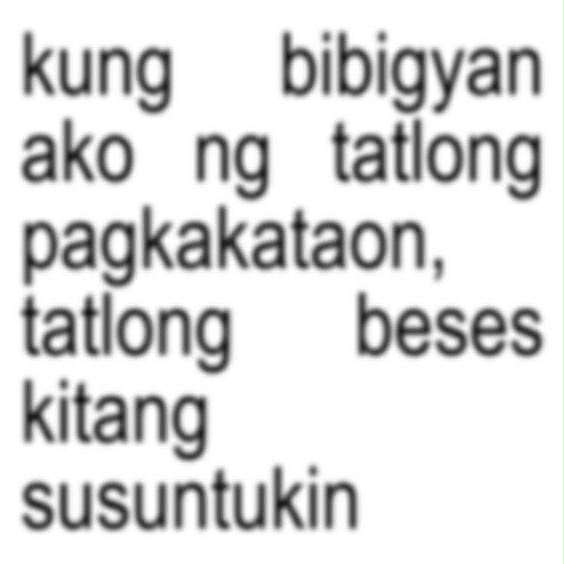 kung bibigyan
ako ng tatlong
pagkakataon,
tatlong beses
kitang
susuntukin